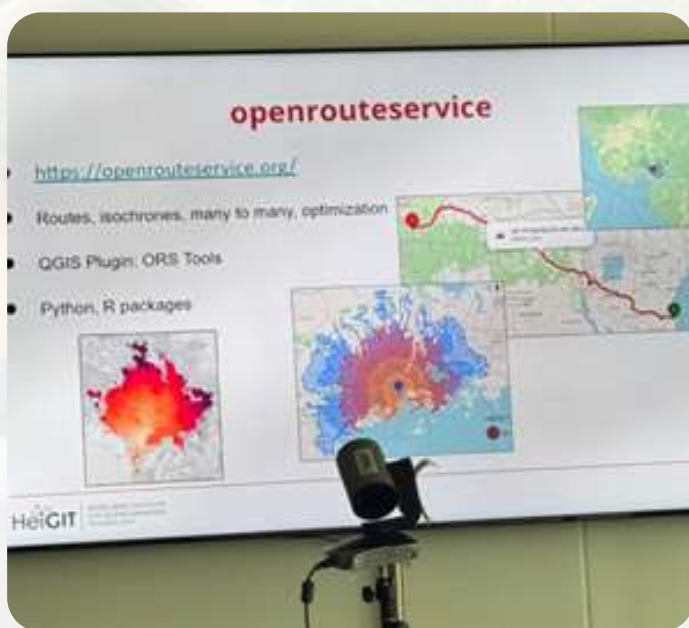 openrouteservice
https://openrouteservice.org/
Routes, isochrones, many to many, optimization
QGIS Plugin: ORS Tools
Python, R packages
HeiGIT